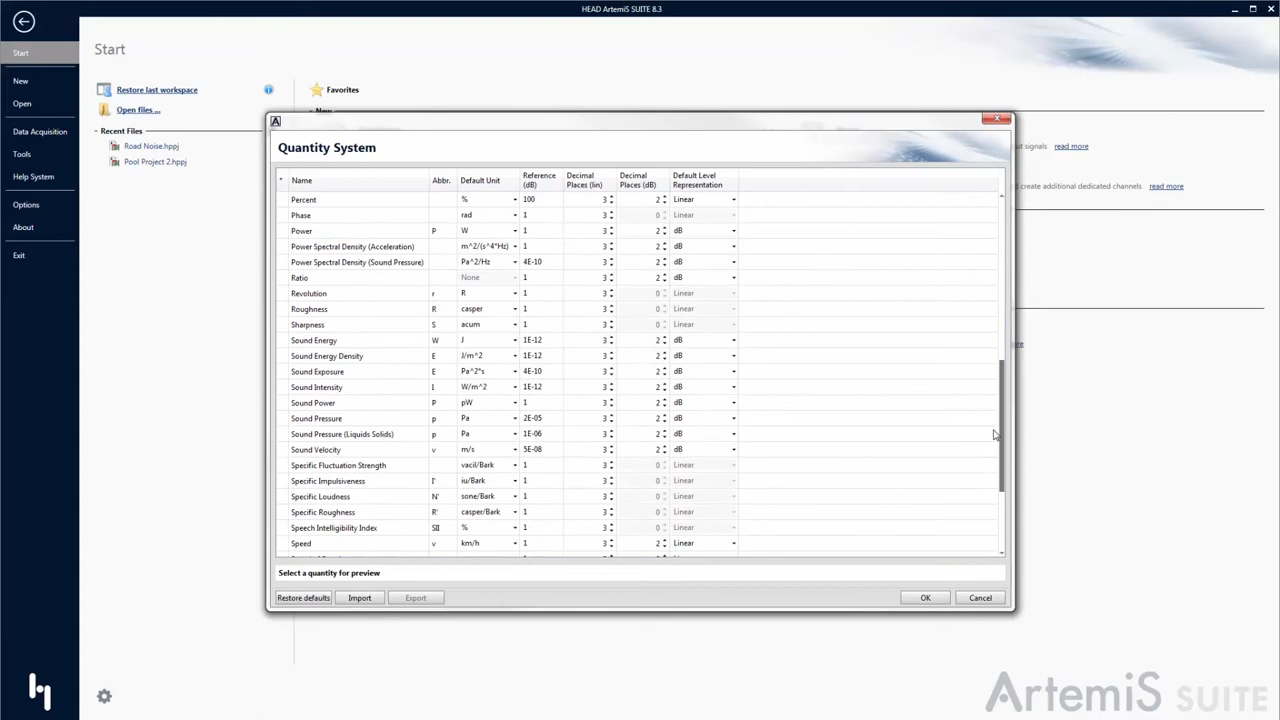 HEAD ArtemiS SUITE 8.3
Start
New
Open
Data Acquisition
Tools
Help System
Options
About
Exit
Start
Restore last workspace
Open files ...
Recent Files
Road Noise.hppj
Pool Project 2.hppj
Favorites
ut signals read more
d create additional dedicated channels read more
Quantity System
* Name Abbr. Default Unit Reference (dB) Decimal Places (lin) Decimal Places (dB) Default Level Representation
Percent % 100 3 2 Linear
Phase rad 1 3 0 Linear
Power P W 1 3 2 dB
Power Spectral Density (Acceleration) m^2/(s^4*Hz) 1 3 2 dB
Power Spectral Density (Sound Pressure) Pa^2/Hz 4E-10 3 2 dB
Ratio None 1 3 2 dB
Revolution r R 1 3 0 Linear
Roughness R casper 1 3 0 Linear
Sharpness S acum 1 3 0 Linear
Sound Energy W J 1E-12 3 2 dB
Sound Energy Density E J/m^2 1E-12 3 2 dB
Sound Exposure E Pa^2*s 4E-10 3 2 dB
Sound Intensity I W/m^2 1E-12 3 2 dB
Sound Power P pW 1 3 2 dB
Sound Pressure p Pa 2E-05 3 2 dB
Sound Pressure (Liquids Solids) p Pa 1E-06 3 2 dB
Sound Velocity v m/s 5E-08 3 2 dB
Specific Fluctuation Strength vacil/Bark 1 3 0 Linear
Specific Impulsiveness I' iu/Bark 1 3 0 Linear
Specific Loudness N' sone/Bark 1 3 0 Linear
Specific Roughness R' casper/Bark 1 3 0 Linear
Speech Intelligibility Index SII % 1 3 0 Linear
Speed v km/h 1 3 2 Linear
Select a quantity for preview
Restore defaults Import Export OK Cancel
ArtemiS SUITE